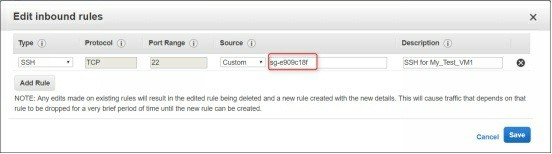 Edit inbound rules
Type Protocol Port Range Source Description
SSH TCP 22 Custom sg-e909c18f SSH for My_Test_VM1
Add Rule
NOTE: Any edits made on existing rules will result in the edited rule being deleted and a new rule created with the new details. This will cause traffic that depends on that
rule to be dropped for a very brief period of time until the new rule can be created.
Cancel Save